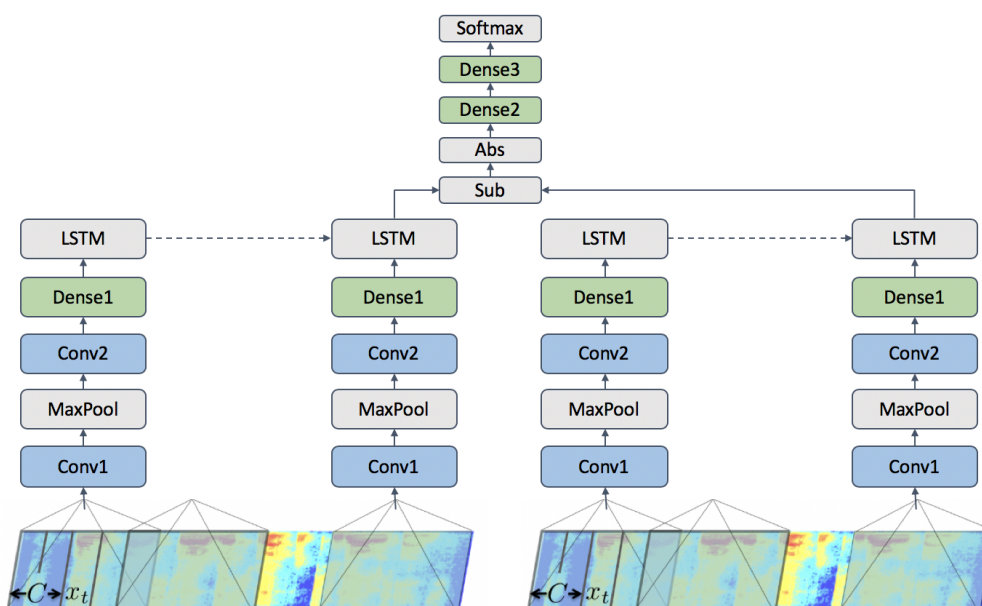 Softmax
Dense3
Dense2
Abs
Sub
LSTM LSTM LSTM LSTM
Dense1 Dense1 Dense1 Dense1
Conv2 Conv2 Conv2 Conv2
MaxPool MaxPool MaxPool MaxPool
Conv1 Conv1 Conv1 Conv1
C x_t C x_t